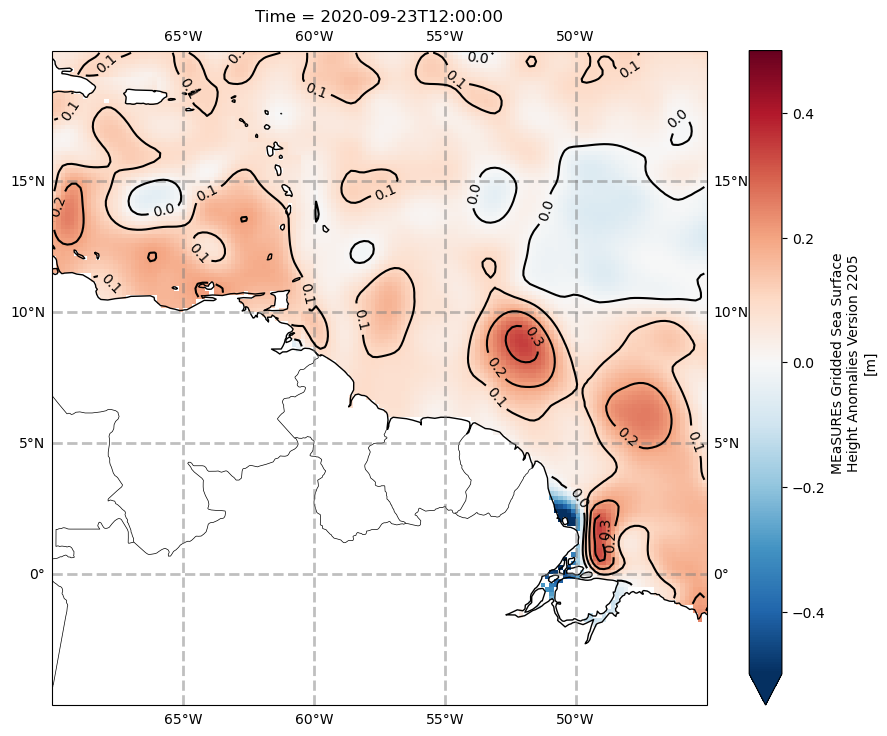 Time = 2020-09-23T12:00:00
65°W 60°W 55°W 50°W
0.1 0.1 0.1 0.1 0.0 0.1 0.1
0.1 0.0
15°N 0.2 0.0 0.1 0.1 0.0 0.0 15°N
0.1
0.1
10°N 0.1 0.1 10°N
0.3
0.2
0.1
5°N 0.2 0.1 5°N
0.0
0.3
0.2
0° 0°
65°W 60°W 55°W 50°W
0.4
0.2
0.0
−0.2
−0.4
MEaSUREs Gridded Sea Surface
Height Anomalies Version 2205
[m]